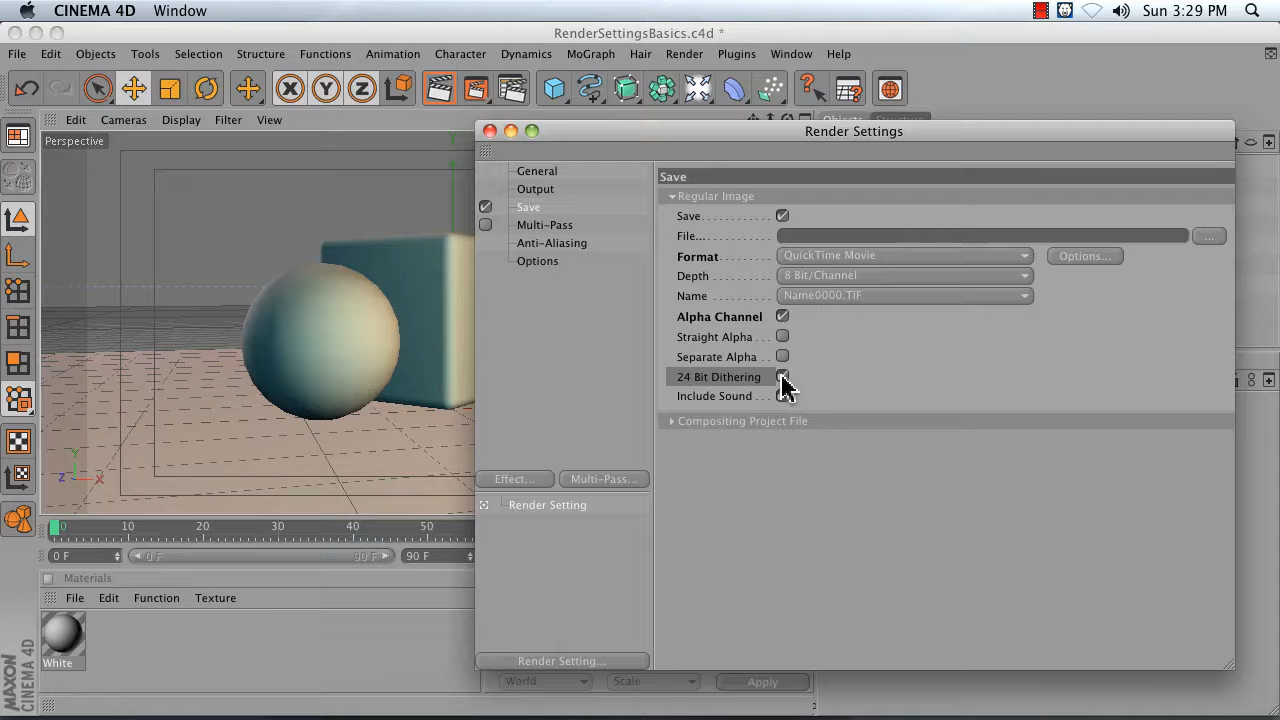 CINEMA 4D Window Sun 3:29 PM
RenderSettingsBasics.c4d *
File Edit Objects Tools Selection Structure Functions Animation Character Dynamics MoGraph Hair Render Plugins Window Help
X Y Z
Edit Cameras Display Filter View
Objects Structure
Perspective
Y
Render Settings
General
Output
Save
Multi-Pass
Anti-Aliasing
Options
Save
Regular Image
Save
File... ...
Format QuickTime Movie Options...
Depth 8 Bit/Channel
Name Name0000.TIF
Alpha Channel
Straight Alpha
Separate Alpha
24 Bit Dithering
Include Sound
Compositing Project File
Y
Z X
Effect... Multi-Pass...
Render Setting
0 10 20 30 40 50
0 F 0 F 90 F 90 F
Materials
File Edit Function Texture
White
Render Setting...
World Scale Apply
MAXON
CINEMA 4D